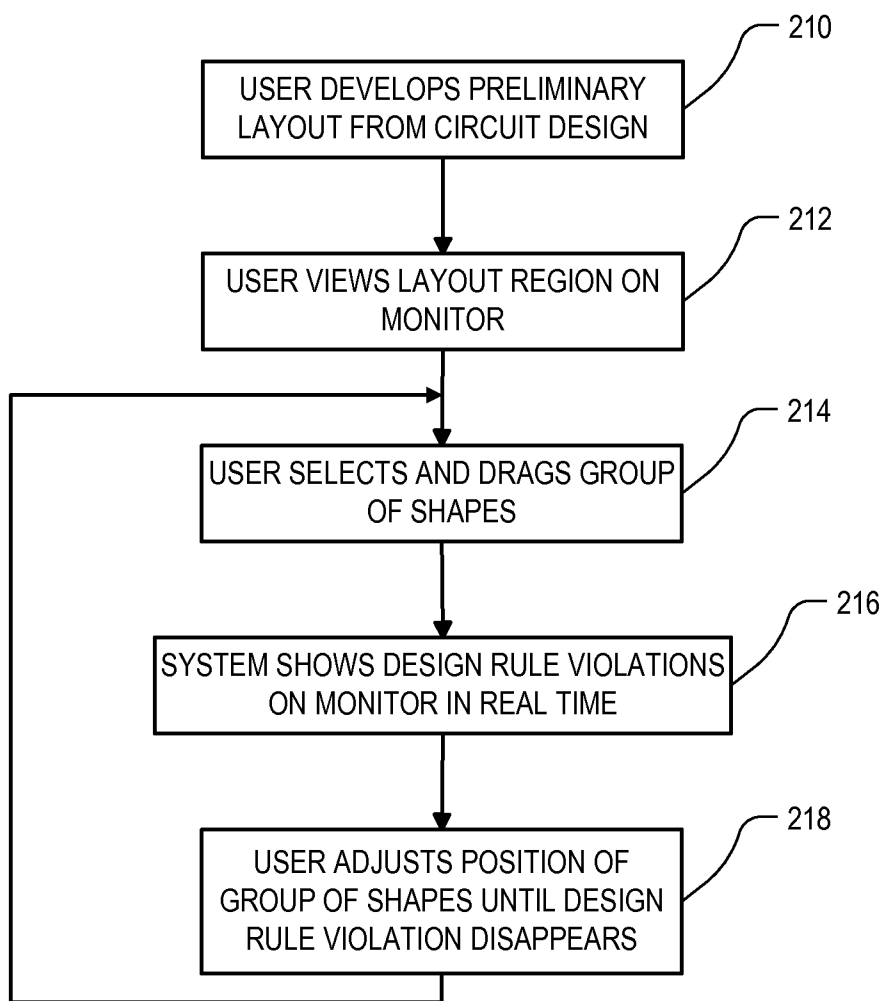 210
USER DEVELOPS PRELIMINARY
LAYOUT FROM CIRCUIT DESIGN
212
USER VIEWS LAYOUT REGION ON
MONITOR
214
USER SELECTS AND DRAGS GROUP
OF SHAPES
216
SYSTEM SHOWS DESIGN RULE VIOLATIONS
ON MONITOR IN REAL TIME
218
USER ADJUSTS POSITION OF
GROUP OF SHAPES UNTIL DESIGN
RULE VIOLATION DISAPPEARS